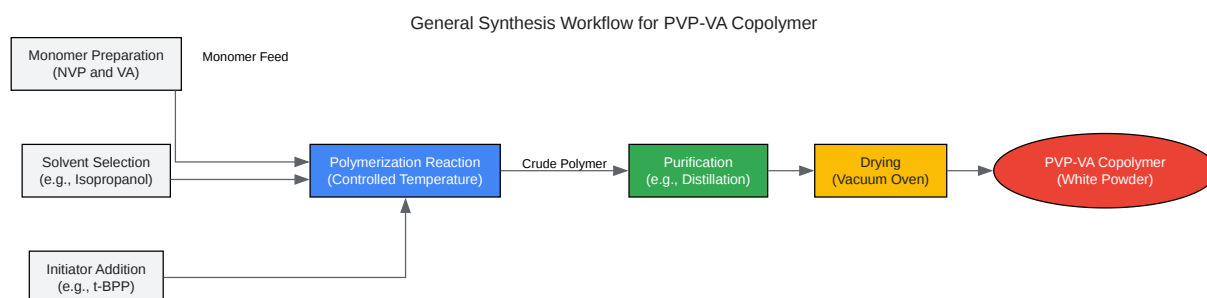 General Synthesis Workflow for PVP-VA Copolymer
Monomer Preparation
(NVP and VA)
Monomer Feed
Solvent Selection
(e.g., Isopropanol)
Polymerization Reaction
(Controlled Temperature)
Crude Polymer
Purification
(e.g., Distillation)
Drying
(Vacuum Oven)
PVP-VA Copolymer
(White Powder)
Initiator Addition
(e.g., t-BPP)